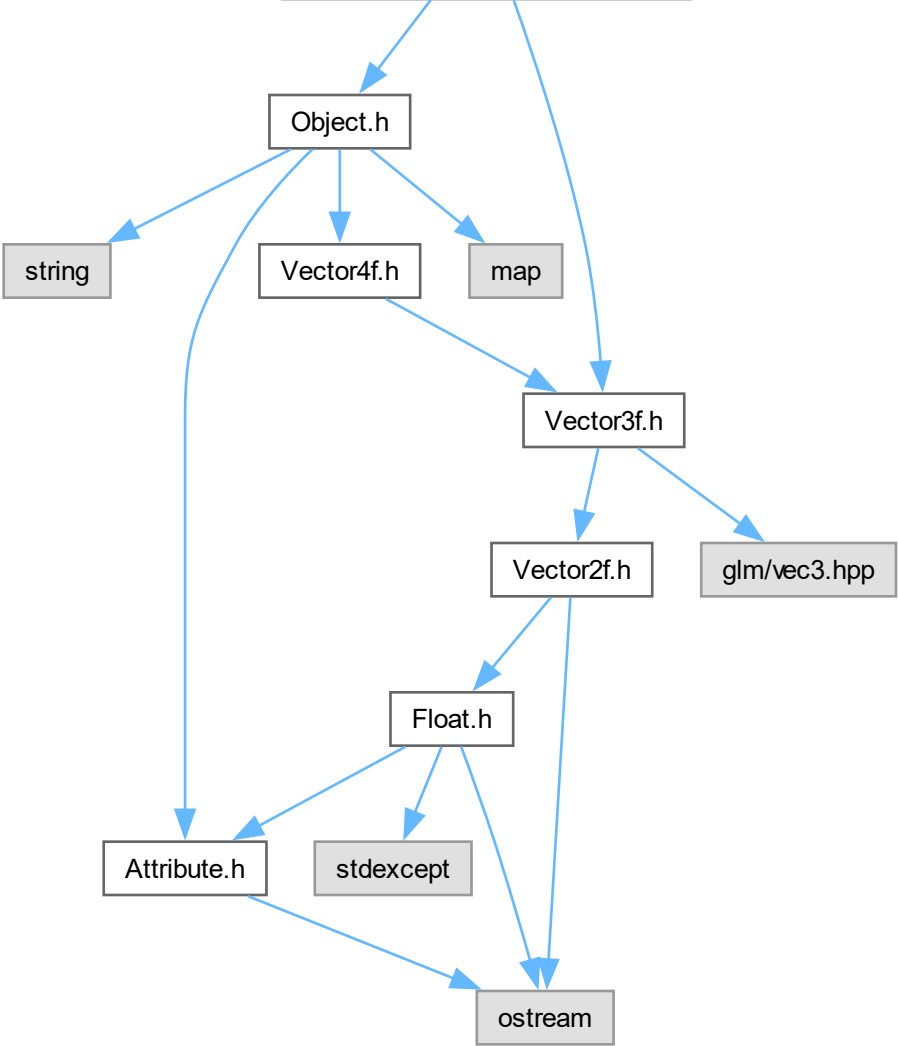 Object.h
string
Vector4f.h
map
Vector3f.h
Vector2f.h
glm/vec3.hpp
Float.h
Attribute.h
stdexcept
ostream